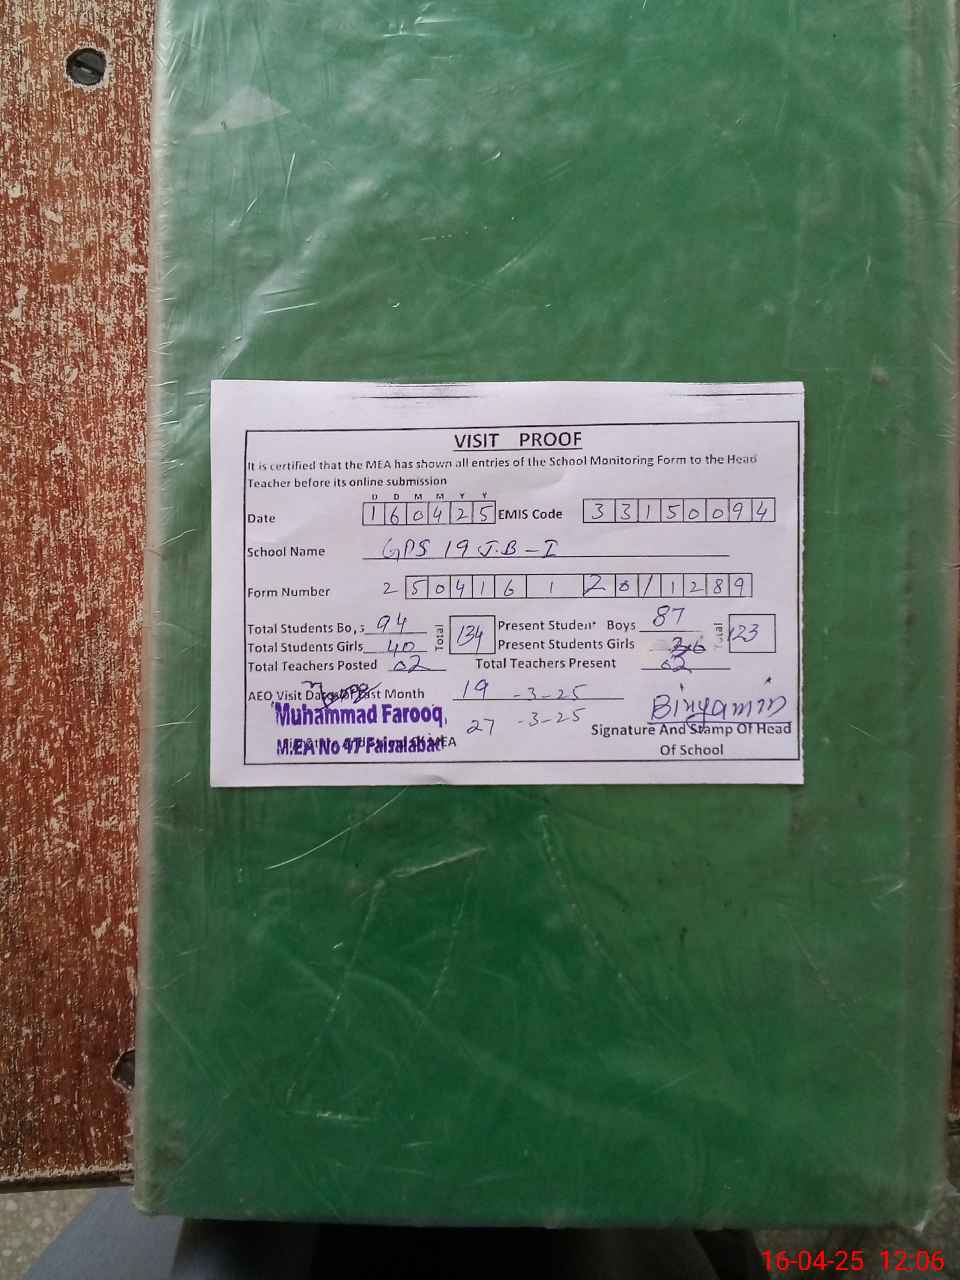 VISIT PROOF
It is certified that the MEA has shown all entries of the School Monitoring Form to the Head
Teacher before its online submission
D D M M Y Y
Date 1 6 0 4 2 5 EMIS Code 3 3 1 5 0 0 9 4
School Name GPS 19 J.B-I
Form Number 2 5 0 4 1 6 1 2 0 1 1 2 8 9
Total Students Boys 94 Total 134 Present Student Boys 87 Total 123
Total Students Girls 40 Present Students Girls 36
Total Teachers Posted 02 Total Teachers Present 02
AEO Visit Dates of Last Month 19 -3-25
27 -3-25
Binyamin
Muhammad Farooq,
M.EA No 47 Faisalabad
MEA
Signature And Stamp Of Head
Of School
16-04-25 12:06